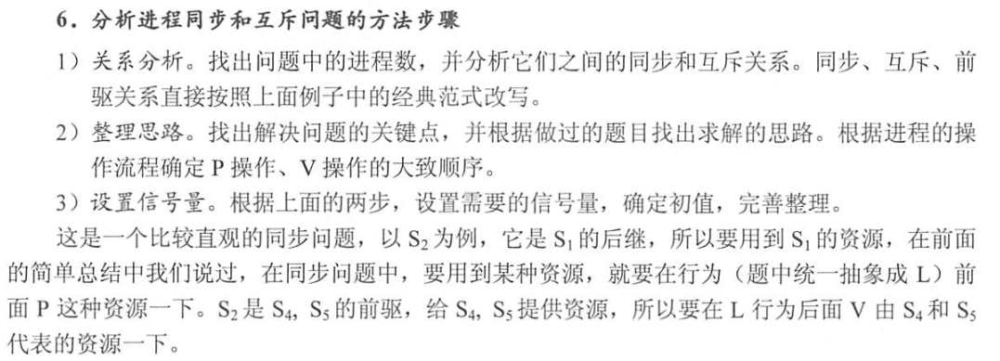 6．分析进程同步和互斥问题的方法步骤
1）关系分析。找出问题中的进程数，并分析它们之间的同步和互斥关系。同步、互斥、前
驱关系直接按照上面例子中的经典范式改写。
2）整理思路。找出解决问题的关键点，并根据做过的题目找出求解的思路。根据进程的操
作流程确定 P 操作、V 操作的大致顺序。
3）设置信号量。根据上面的两步，设置需要的信号量，确定初值，完善整理。
这是一个比较直观的同步问题，以 S₂ 为例，它是 S₁ 的后继，所以要用到 S₁ 的资源，在前面
的简单总结中我们说过，在同步问题中，要用到某种资源，就要在行为（题中统一抽象成 L）前
面 P 这种资源一下。S₂ 是 S₄, S₅ 的前驱，给 S₄, S₅ 提供资源，所以要在 L 行为后面 V 由 S₄ 和 S₅
代表的资源一下。